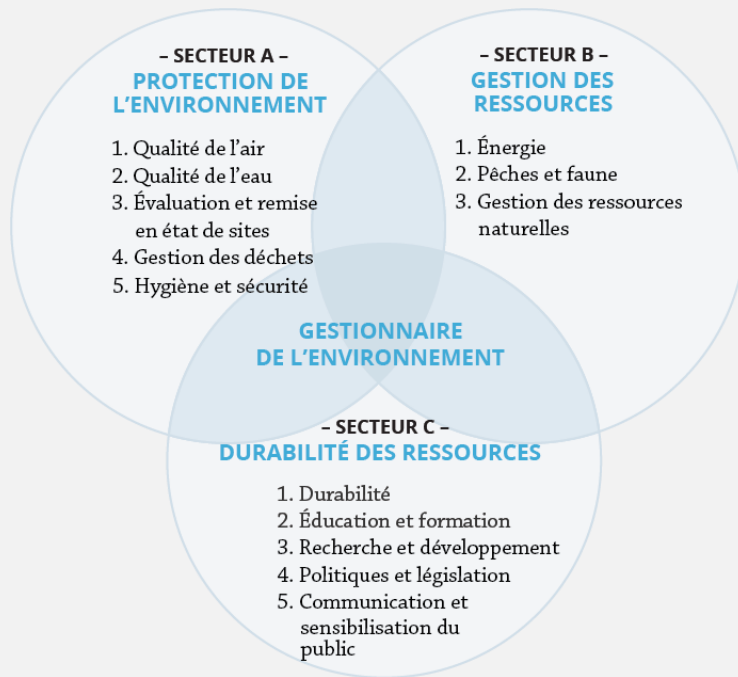 – SECTEUR A –
PROTECTION DE
L’ENVIRONNEMENT
1. Qualité de l’air
2. Qualité de l’eau
3. Évaluation et remise
en état de sites
4. Gestion des déchets
5. Hygiène et sécurité
– SECTEUR B –
GESTION DES
RESSOURCES
1. Énergie
2. Pêches et faune
3. Gestion des ressources
naturelles
GESTIONNAIRE
DE L’ENVIRONNEMENT
– SECTEUR C –
DURABILITÉ DES RESSOURCES
1. Durabilité
2. Éducation et formation
3. Recherche et développement
4. Politiques et législation
5. Communication et
sensibilisation du
public